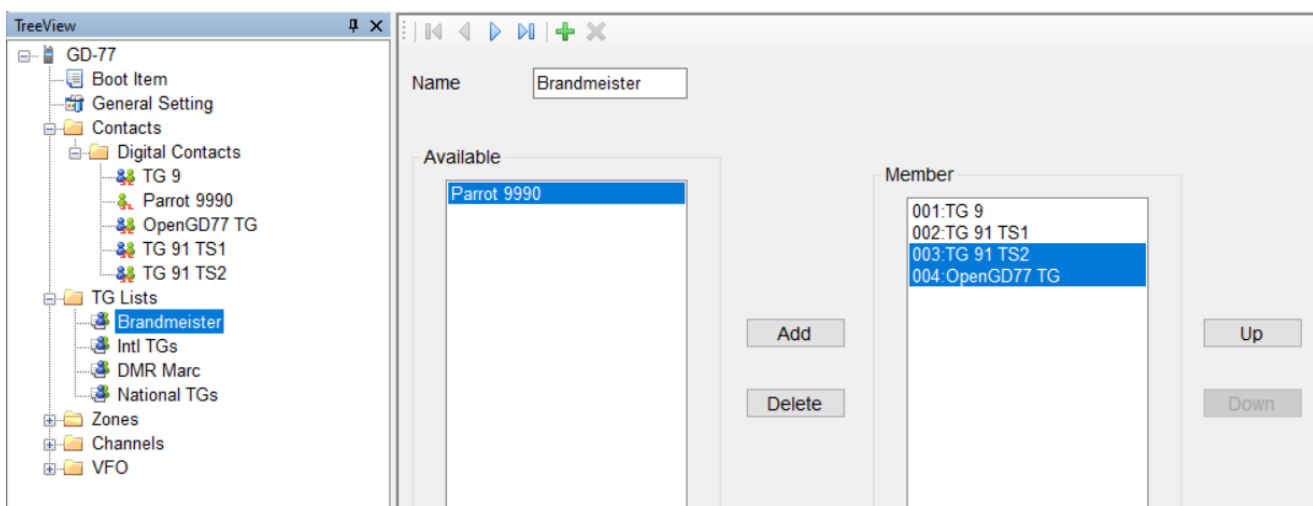 TreeView
GD-77
Boot Item
General Setting
Contacts
Digital Contacts
TG 9
Parrot 9990
OpenGD77 TG
TG 91 TS1
TG 91 TS2
TG Lists
Brandmeister
Intl TGs
DMR Marc
National TGs
Zones
Channels
VFO
Name
Brandmeister
Available
Parrot 9990
Add
Delete
Member
001:TG 9
002:TG 91 TS1
003:TG 91 TS2
004:OpenGD77 TG
Up
Down